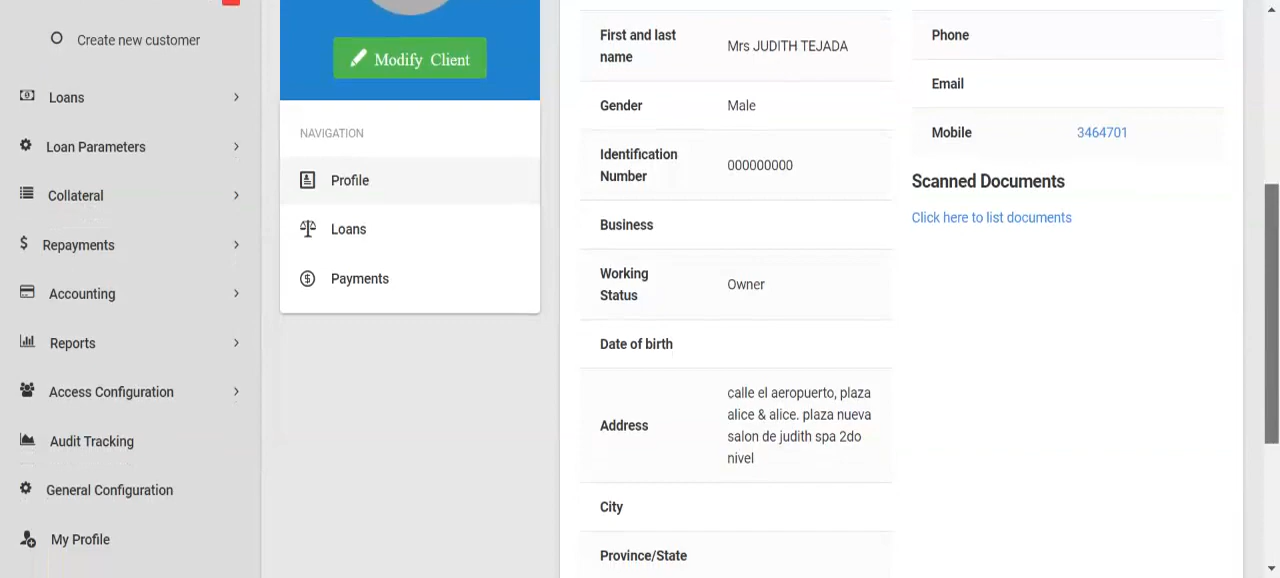 Create new customer
Loans
Loan Parameters
Collateral
Repayments
Accounting
Reports
Access Configuration
Audit Tracking
General Configuration
My Profile
Modify Client
NAVIGATION
Profile
Loans
Payments
First and last
name
Mrs JUDITH TEJADA
Gender
Male
Identification
Number
000000000
Business
Working
Status
Owner
Date of birth
Address
calle el aeropuerto, plaza
alice & alice. plaza nueva
salon de judith spa 2do
nivel
City
Province/State
Phone
Email
Mobile
3464701
Scanned Documents
Click here to list documents